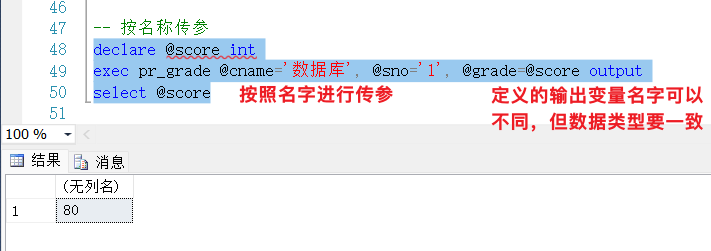 46
47 -- 按名称传参
48 declare @score int
49 exec pr_grade @cname='数据库', @sno='1', @grade=@score output
50 select @score 按照名字进行传参 定义的输出变量名字可以
51 不同，但数据类型要一致
100 %
结果 消息
(无列名)
1 80